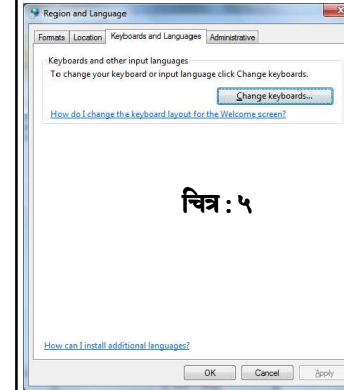 Region and Language
Formats Location Keyboards and Languages Administrative
Keyboards and other input languages
To change your keyboard or input language click Change keyboards.
Change keyboards...
How do I change the keyboard layout for the Welcome screen?
चित्र : ५
How can I install additional languages?
OK Cancel Apply